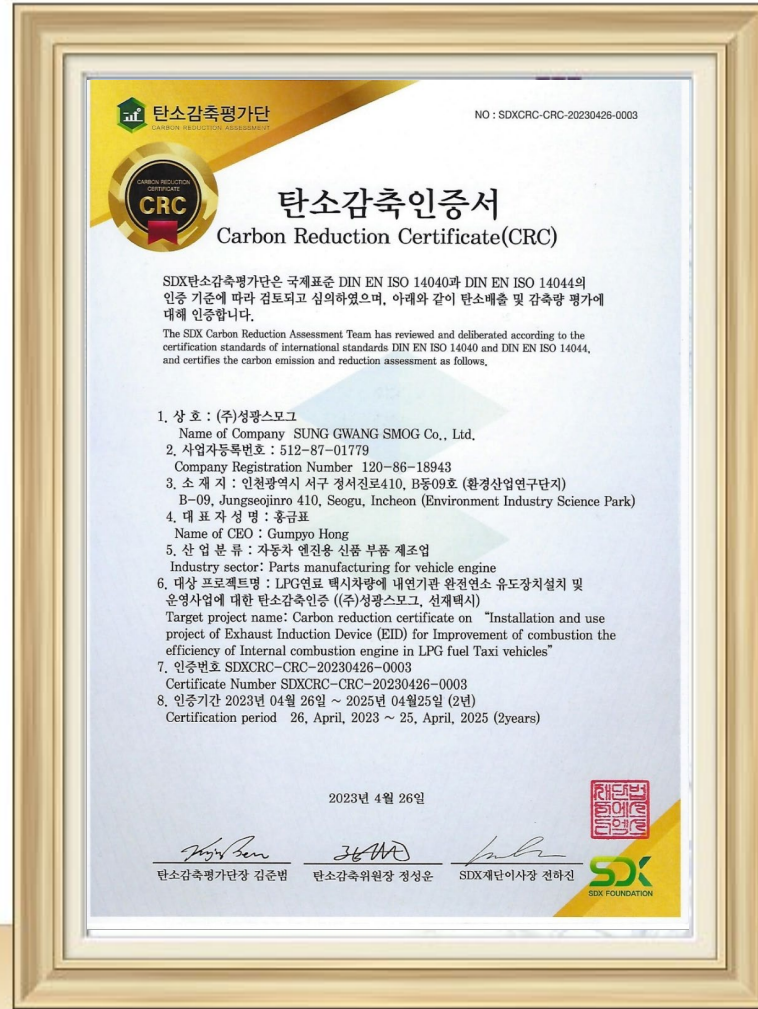 탄소감축평가단
CARBON REDUCTION ASSESSMENT
NO : SDXCRC-CRC-20230426-0003
CARBON REDUCTION
CERTIFICATE
CRC
탄소감축인증서
Carbon Reduction Certificate(CRC)
SDX탄소감축평가단은 국제표준 DIN EN ISO 14040과 DIN EN ISO 14044의
인증 기준에 따라 검토되고 심의하였으며, 아래와 같이 탄소배출 및 감축량 평가에
대해 인증합니다.
The SDX Carbon Reduction Assessment Team has reviewed and deliberated according to the
certification standards of international standards DIN EN ISO 14040 and DIN EN ISO 14044,
and certifies the carbon emission and reduction assessment as follows,
1. 상 호 : (주)성광스모그
Name of Company SUNG GWANG SMOG Co., Ltd.
2. 사업자등록번호 : 512-87-01779
Company Registration Number 120-86-18943
3. 소 재 지 : 인천광역시 서구 정서진로410, B동09호 (환경산업연구단지)
B-09, Jungseojinro 410, Seogu, Incheon (Environment Industry Science Park)
4. 대 표 자 성 명 : 홍금표
Name of CEO : Gumpyo Hong
5. 산 업 분 류 : 자동차 엔진용 신품 부품 제조업
Industry sector: Parts manufacturing for vehicle engine
6. 대상 프로젝트명 : LPG연료 택시차량에 내연기관 완전연소 유도장치설치 및
운영사업에 대한 탄소감축인증 ((주)성광스모그, 선재택시)
Target project name: Carbon reduction certificate on "Installation and use
project of Exhaust Induction Device (EID) for Improvement of combustion the
efficiency of Internal combustion engine in LPG fuel Taxi vehicles"
7. 인증번호 SDXCRC-CRC-20230426-0003
Certificate Number SDXCRC-CRC-20230426-0003
8. 인증기간 2023년 04월 26일 ~ 2025년 04월25일 (2년)
Certification period 26, April, 2023 ~ 25, April, 2025 (2years)
2023년 4월 26일
탄소감축평가단장 김준범
탄소감축위원장 정성운
SDX재단이사장 전하진
SDX
SDX FOUNDATION